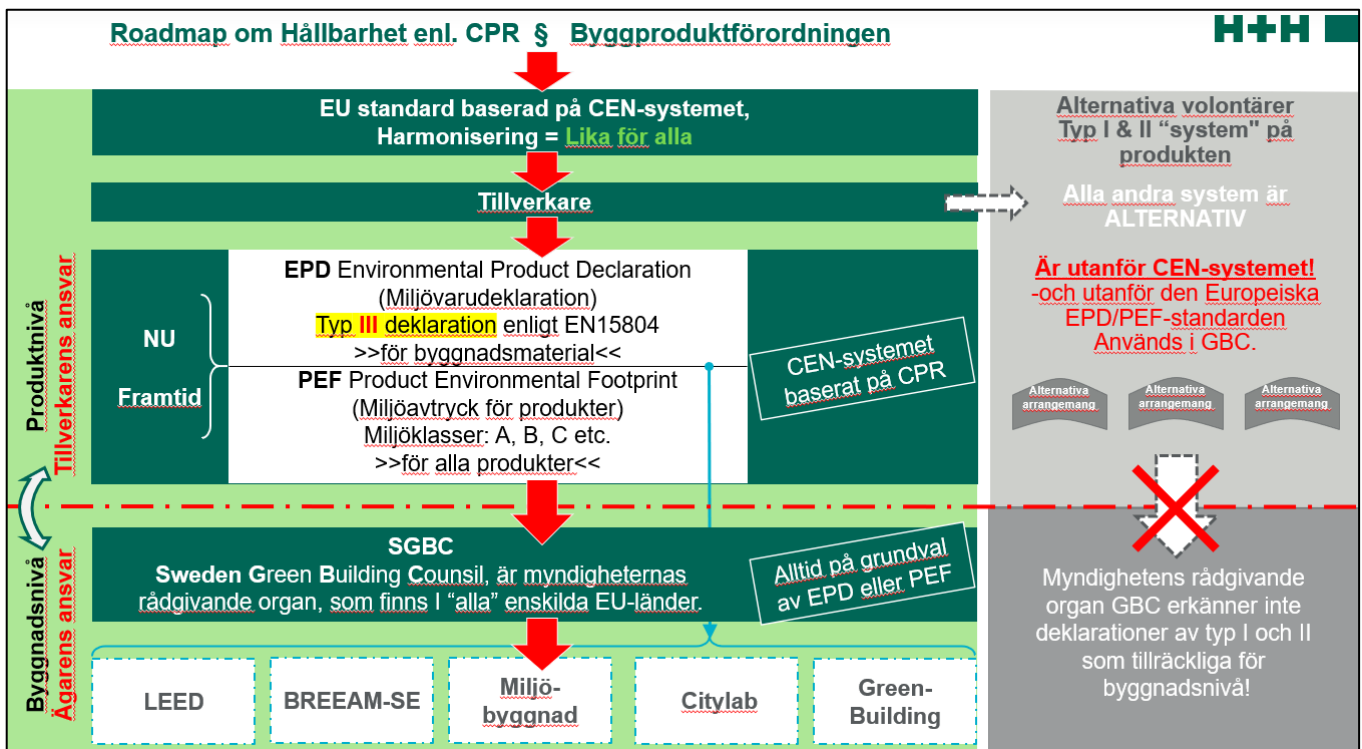 Roadmap om Hållbarhet enl. CPR § Byggproduktförordningen
H+H
EU standard baserad på CEN-systemet,
Harmonisering = Lika för alla
Tillverkare
Produktnivå
Tillverkarens ansvar
NU
Framtid
EPD Environmental Product Declaration
(Miljövarudeklaration)
Typ III deklaration enligt EN15804
>>för byggnadsmaterial<<
PEF Product Environmental Footprint
(Miljöavtryck för produkter)
Miljöklasser: A, B, C etc.
>>för alla produkter<<
CEN-systemet
baserat på CPR
Byggnadsnivå
Ägarens ansvar
SGBC
Sweden Green Building Counsil, är myndigheternas
rådgivande organ, som finns I “alla” enskilda EU-länder.
Alltid på grundval
av EPD eller PEF
LEED
BREEAM-SE
Miljö-
byggnad
Citylab
Green-
Building
Alternativa volontärer
Typ I & II “system" på
produkten
Alla andra system är
ALTERNATIV
Är utanför CEN-systemet!
-och utanför den Europeiska
EPD/PEF-standarden
Används i GBC.
Alternativa
arrangemang
Alternativa
arrangemang
Alternativa
arrangemang
Myndighetens rådgivande
organ GBC erkänner inte
deklarationer av typ I och II
som tillräckliga för
byggnadsnivå!